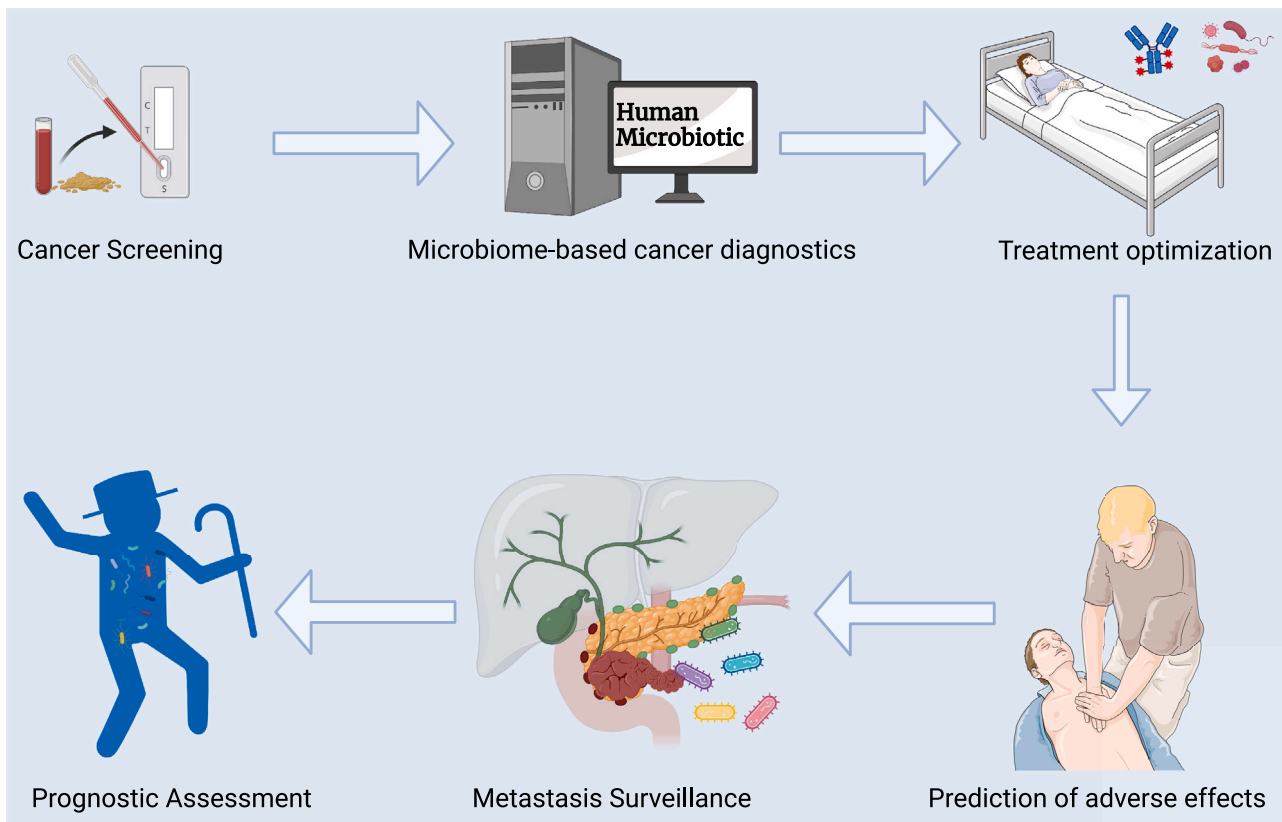 C
T
S
Human
Microbiotic
Cancer Screening
Microbiome-based cancer diagnostics
Treatment optimization
Prognostic Assessment
Metastasis Surveillance
Prediction of adverse effects